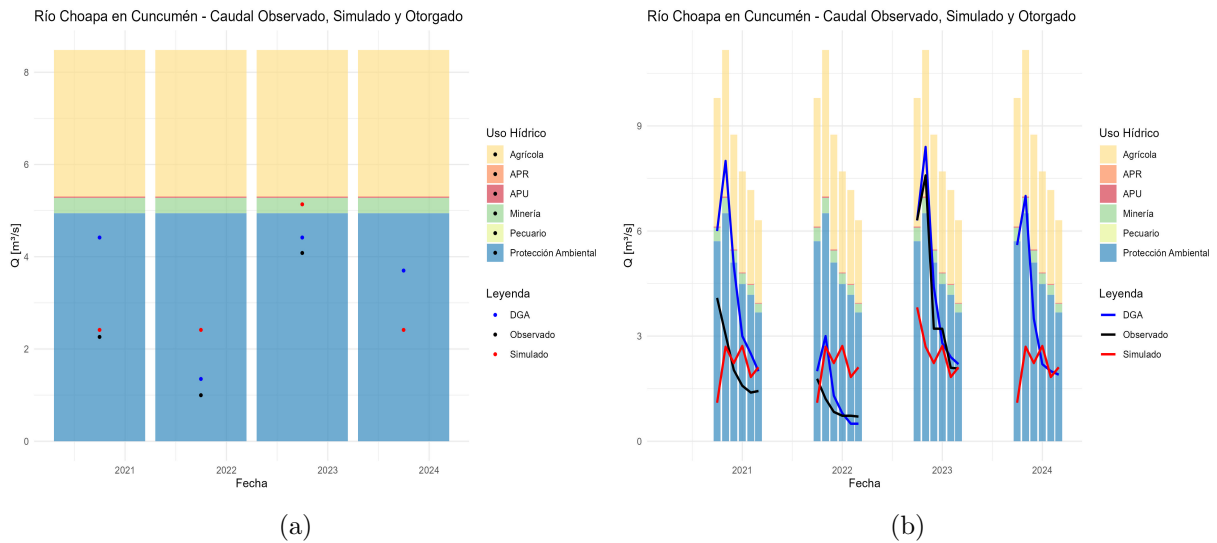 Río Choapa en Cuncumén - Caudal Observado, Simulado y Otorgado
8
6
4
2
0
Q [m³/s]
2021
2022
2023
2024
Fecha
Uso Hídrico
Agrícola
APR
APU
Minería
Pecuario
Protección Ambiental
Leyenda
DGA
Observado
Simulado
(a)
Río Choapa en Cuncumén - Caudal Observado, Simulado y Otorgado
9
6
3
0
Q [m³/s]
2021
2022
2023
2024
Fecha
Uso Hídrico
Agrícola
APR
APU
Minería
Pecuario
Protección Ambiental
Leyenda
DGA
Observado
Simulado
(b)